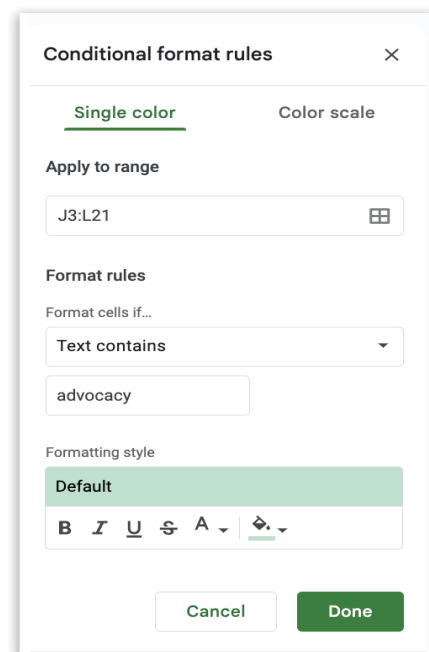 Conditional format rules
Single color Color scale
Apply to range
J3:L21
Format rules
Format cells if...
Text contains
advocacy
Formatting style
Default
B I U S A
Cancel Done